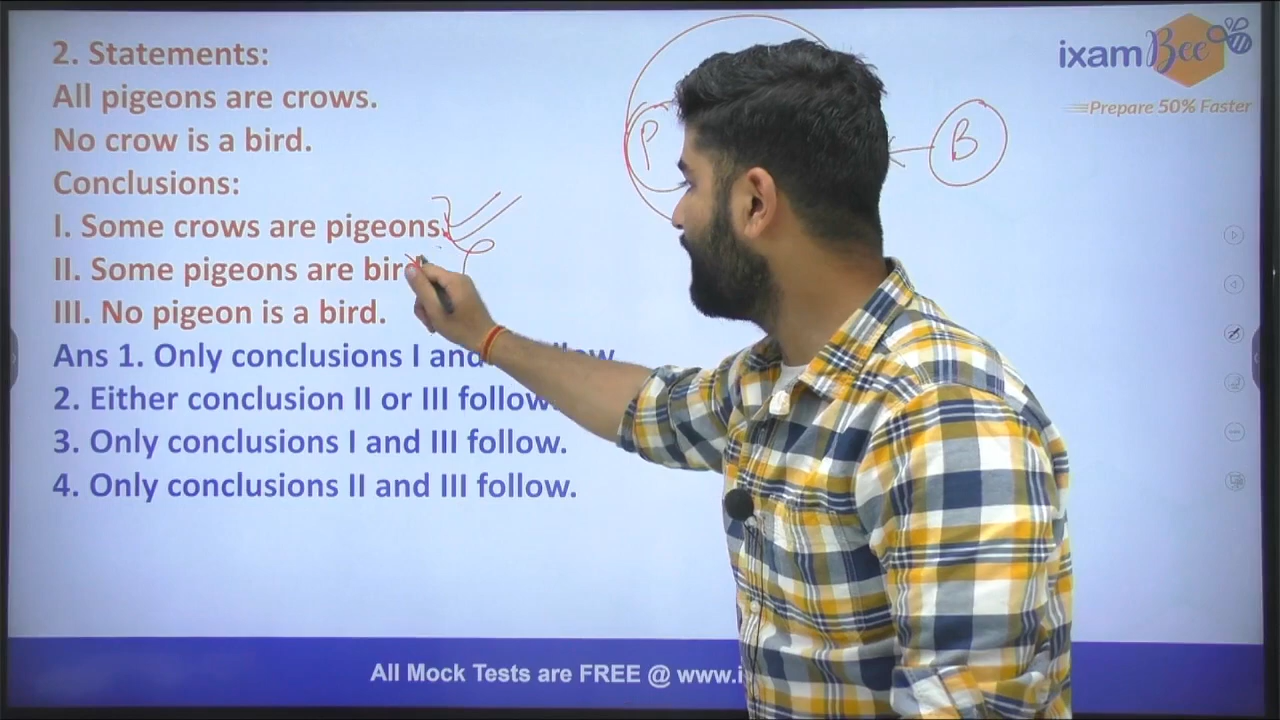 2. Statements:
All pigeons are crows.
No crow is a bird.
Conclusions:
I. Some crows are pigeons.
II. Some pigeons are
III. No pigeon is a bird.
Ans 1. Only conclusions I and
2. Either conclusion II or III follow.
3. Only conclusions I and III follow.
4. Only conclusions II and III follow.
P
B
ixamBee
Prepare 50% Faster
All Mock Tests are FREE @